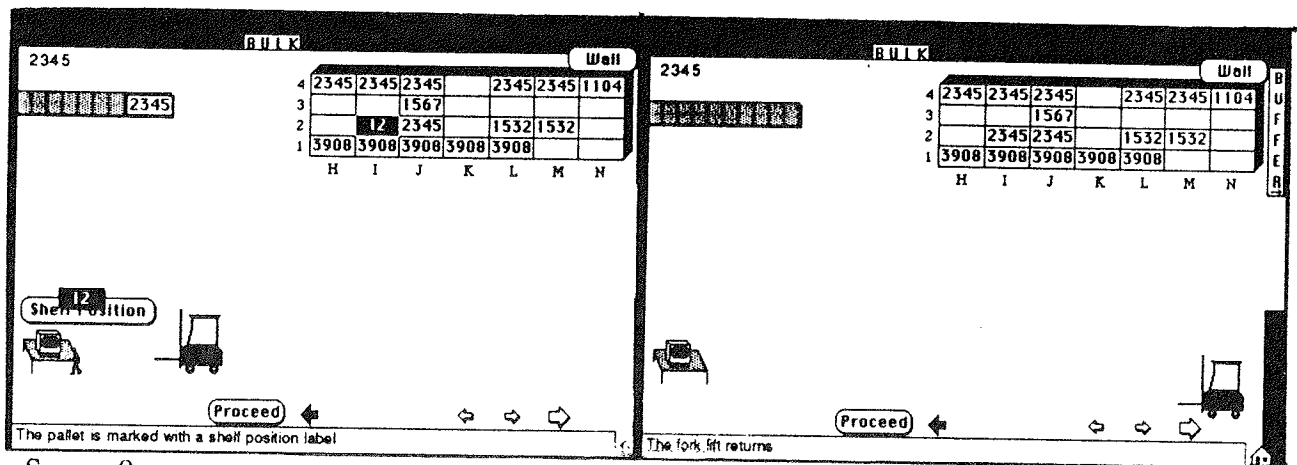 BULK
2345
Wall
2345
4 2345 2345 2345 2345 2345 1104
3 1567
2 I2 2345 1532 1532
1 3908 3908 3908 3908 3908
H I J K L M N
I2
Shelf Position
Proceed
The pallet is marked with a shelf position label
BULK
2345
Wall
BUFFER
4 2345 2345 2345 2345 2345 1104
3 1567
2 2345 2345 1532 1532
1 3908 3908 3908 3908 3908
H I J K L M N
Proceed
The fork lift returns